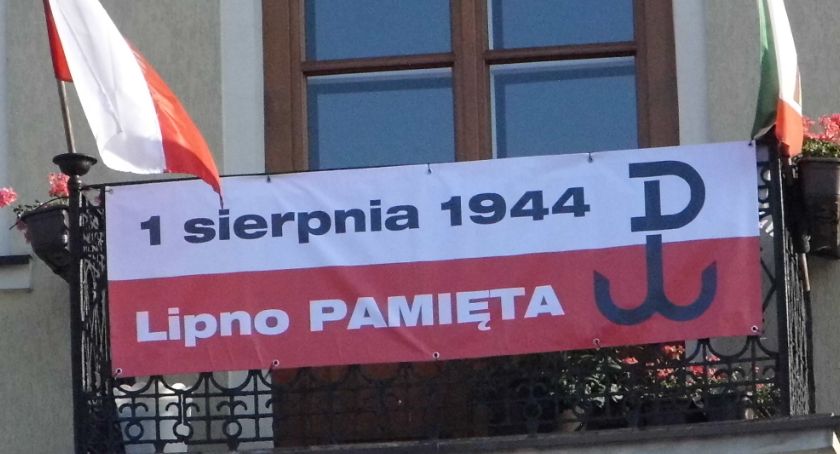 1 sierpnia 1944
Lipno PAMIĘTA